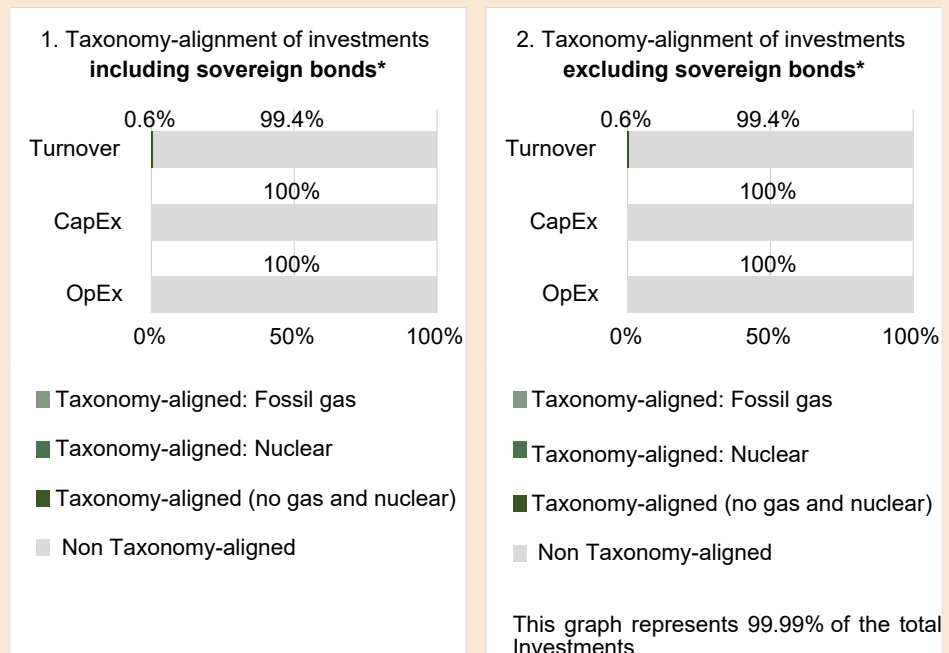 1. Taxonomy-alignment of investments
including sovereign bonds*
0.6% 99.4%
Turnover
100%
CapEx
100%
OpEx
0% 50% 100%
Taxonomy-aligned: Fossil gas
Taxonomy-aligned: Nuclear
Taxonomy-aligned (no gas and nuclear)
Non Taxonomy-aligned
2. Taxonomy-alignment of investments
excluding sovereign bonds*
0.6% 99.4%
Turnover
100%
CapEx
100%
OpEx
0% 50% 100%
Taxonomy-aligned: Fossil gas
Taxonomy-aligned: Nuclear
Taxonomy-aligned (no gas and nuclear)
Non Taxonomy-aligned
This graph represents 99.99% of the total
Investments.